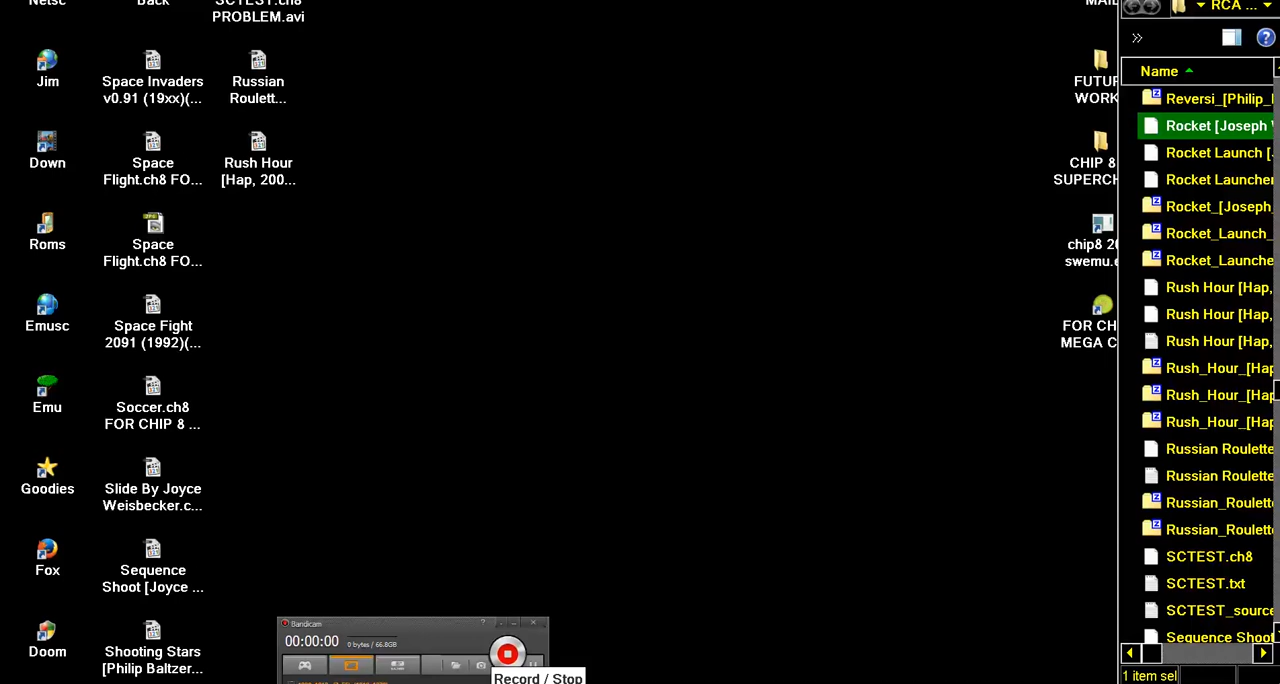 Netsc
Back
SCTEST.ch8
PROBLEM.avi
MAIL
RCA ...
Jim
Space Invaders
v0.91 (19xx)(...
Russian
Roulett...
FUTUR
WORK
Name
Reversi_[Philip_
Rocket [Joseph
Down
Space
Flight.ch8 FO...
Rush Hour
[Hap, 200...
CHIP 8
SUPERCH
Rocket Launch [
Rocket Launcher
Rocket_[Joseph_
Roms
Space
Flight.ch8 FO...
chip8 20
swemu.e
Rocket_Launch_
Rocket_Launche
Rush Hour [Hap,
Emusc
Space Fight
2091 (1992)(...
FOR CH
MEGA C
Rush Hour [Hap,
Rush Hour [Hap,
Rush_Hour_[Hap
Emu
Soccer.ch8
FOR CHIP 8 ...
Rush_Hour_[Hap
Rush_Hour_[Hap
Russian Roulette
Goodies
Slide By Joyce
Weisbecker.c...
Russian Roulette
Russian_Roulett
Russian_Roulett
Fox
Sequence
Shoot [Joyce ...
SCTEST.ch8
SCTEST.txt
SCTEST_source
Doom
Shooting Stars
[Philip Baltzer...
Bandicam
00:00:00
0 bytes / 66.8GB
Record / Stop
Sequence Shoot
1 item sel